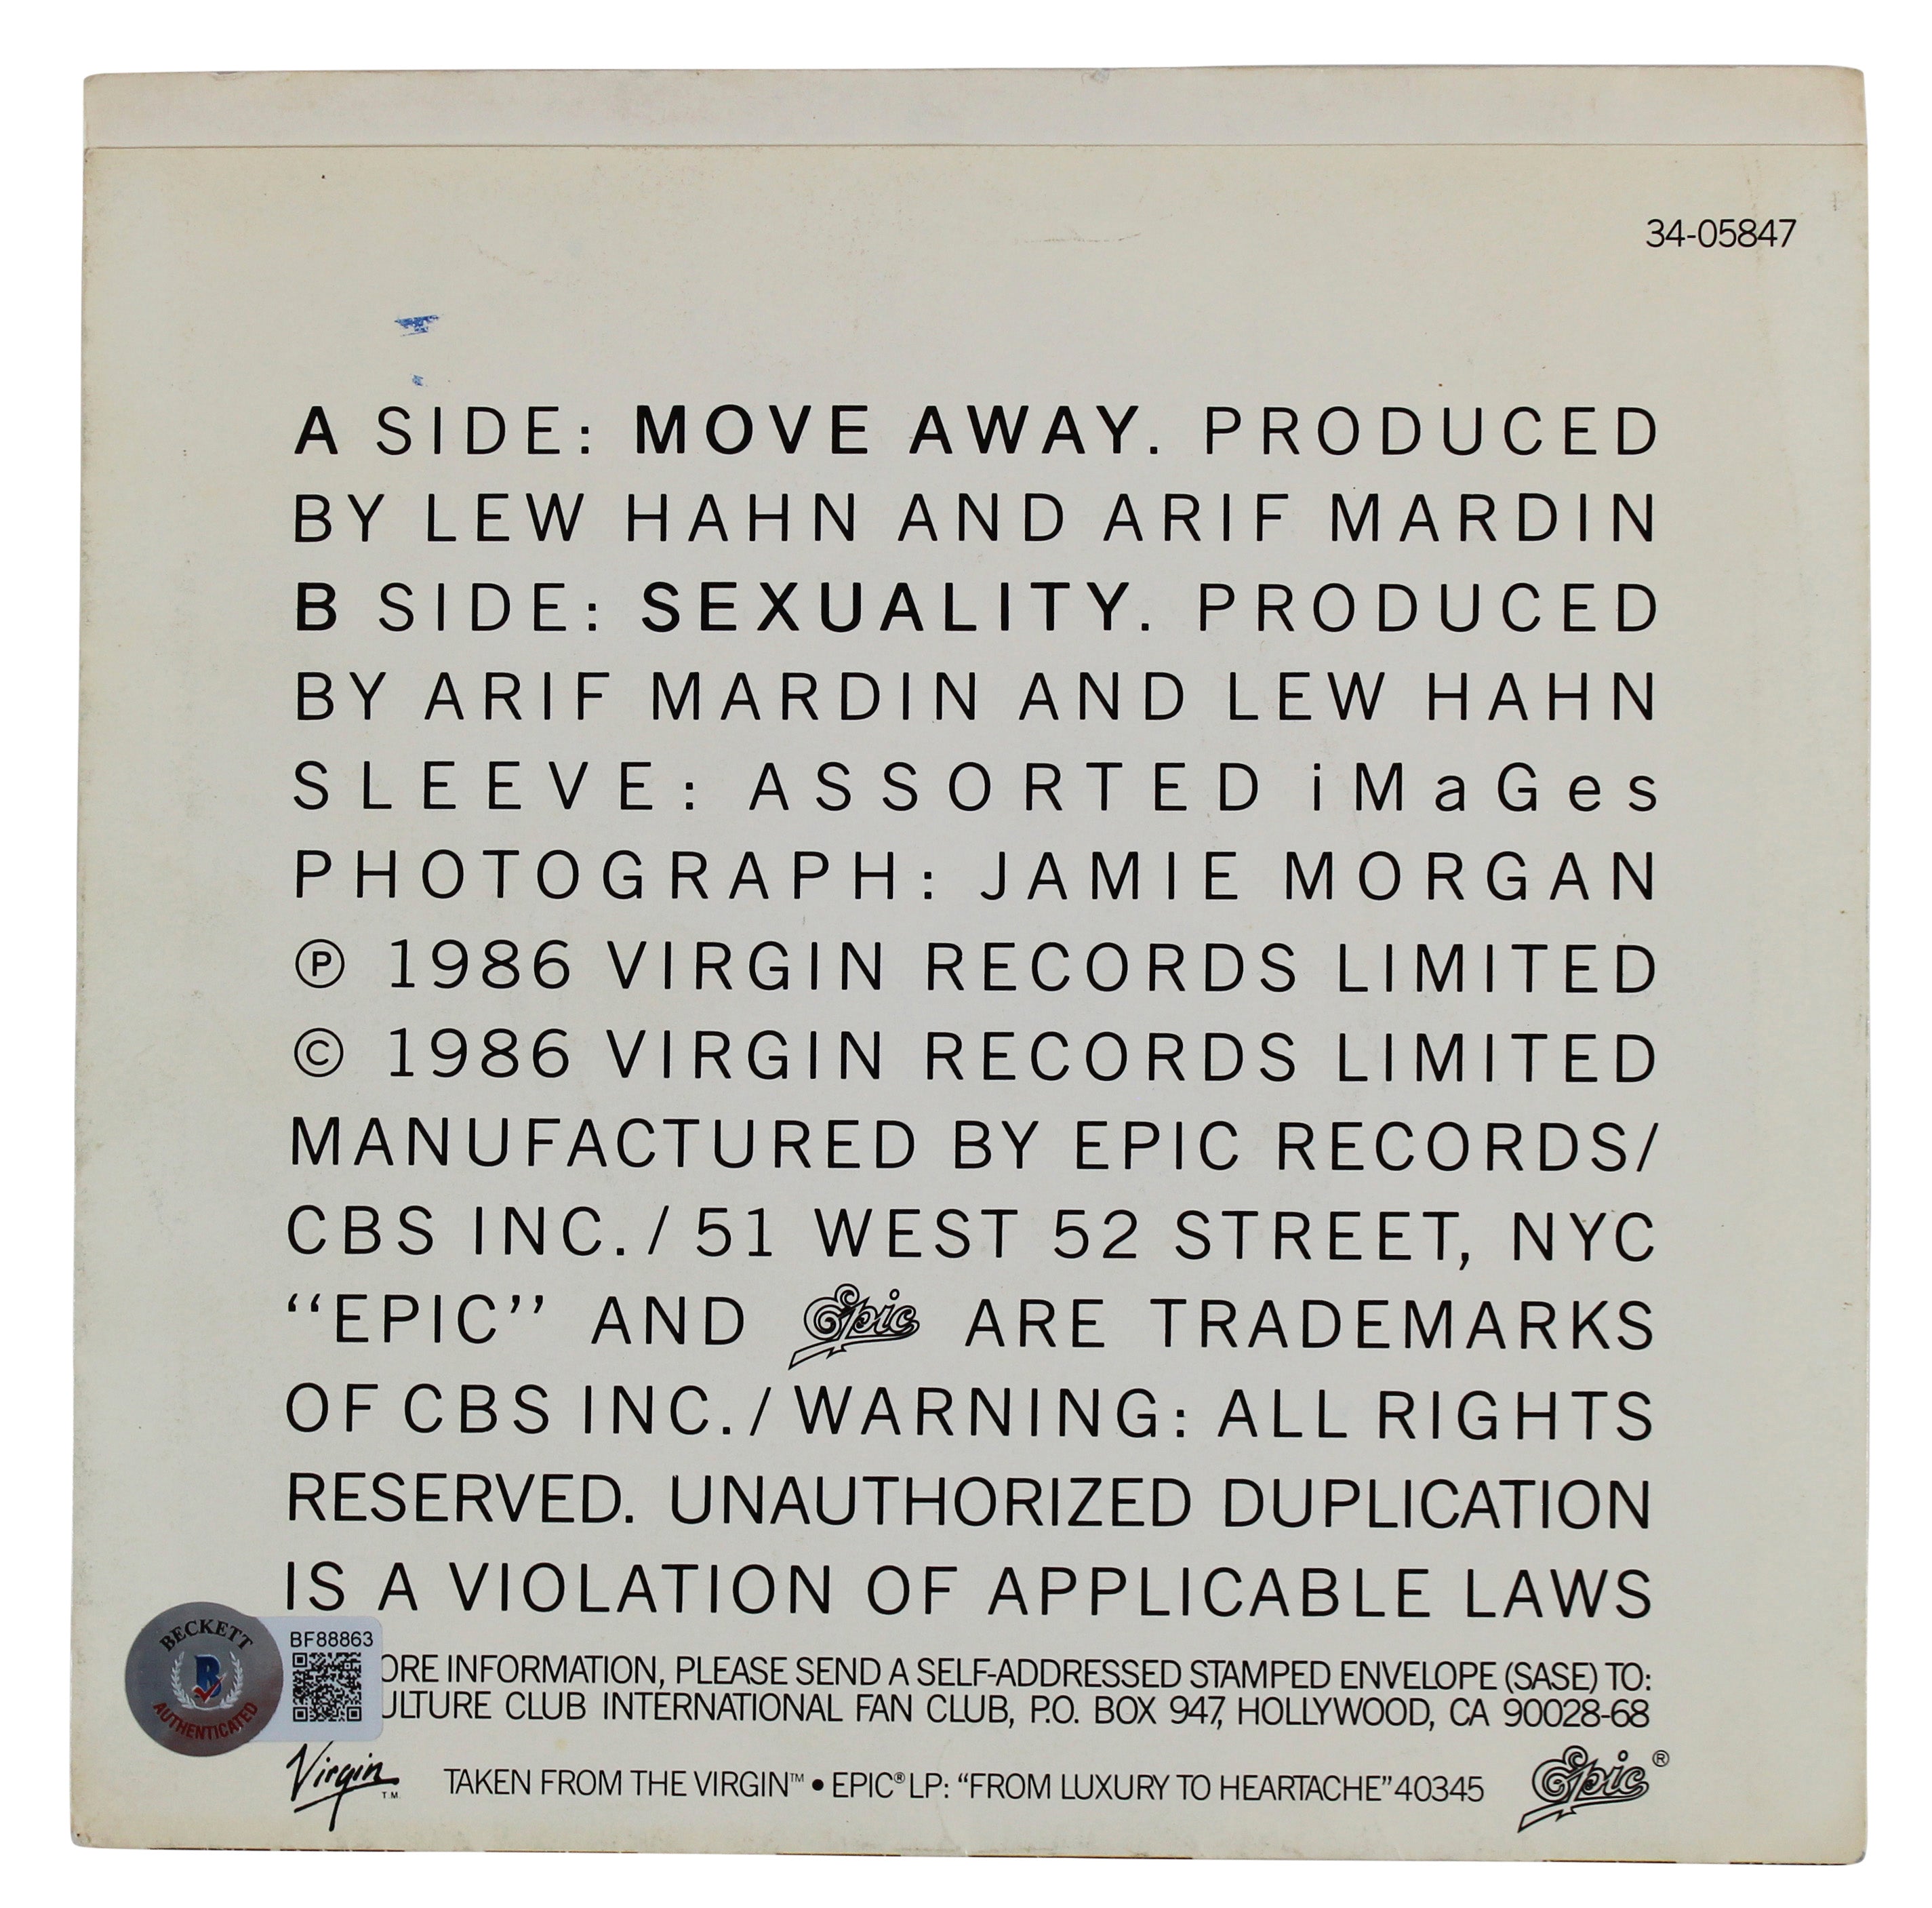 34-05847
A SIDE: MOVE AWAY. PRODUCED
BY LEW HAHN AND ARIF MARDIN
B SIDE: SEXUALITY. PRODUCED
BY ARIF MARDIN AND LEW HAHN
SLEEVE: ASSORTED iMaGes
PHOTOGRAPH: JAMIE MORGAN
℗ 1986 VIRGIN RECORDS LIMITED
© 1986 VIRGIN RECORDS LIMITED
MANUFACTURED BY EPIC RECORDS/
CBS INC./ 51 WEST 52 STREET, NYC
“EPIC” AND Epic ARE TRADEMARKS
OF CBS INC./WARNING: ALL RIGHTS
RESERVED. UNAUTHORIZED DUPLICATION
IS A VIOLATION OF APPLICABLE LAWS
BECKETT
B
AUTHENTICATED
BF88863
ORE INFORMATION, PLEASE SEND A SELF-ADDRESSED STAMPED ENVELOPE (SASE) TO:
ULTURE CLUB INTERNATIONAL FAN CLUB, P.O. BOX 947, HOLLYWOOD, CA 90028-68
Virgin T.M.
TAKEN FROM THE VIRGIN™ • EPIC® LP: “FROM LUXURY TO HEARTACHE” 40345
Epic®